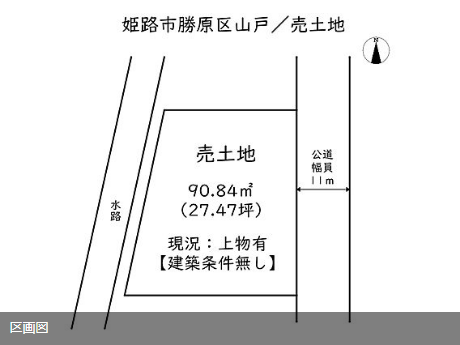 姫路市勝原区山戸／売土地
売土地
90.84㎡
（27.47坪）
現況：上物有
【建築条件無し】
公道
幅員
11m
水路
区画図